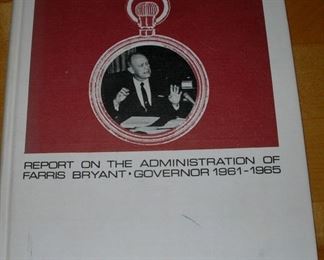 REPORT ON THE ADMINISTRATION OF
FARRIS BRYANT • GOVERNOR 1961-1965